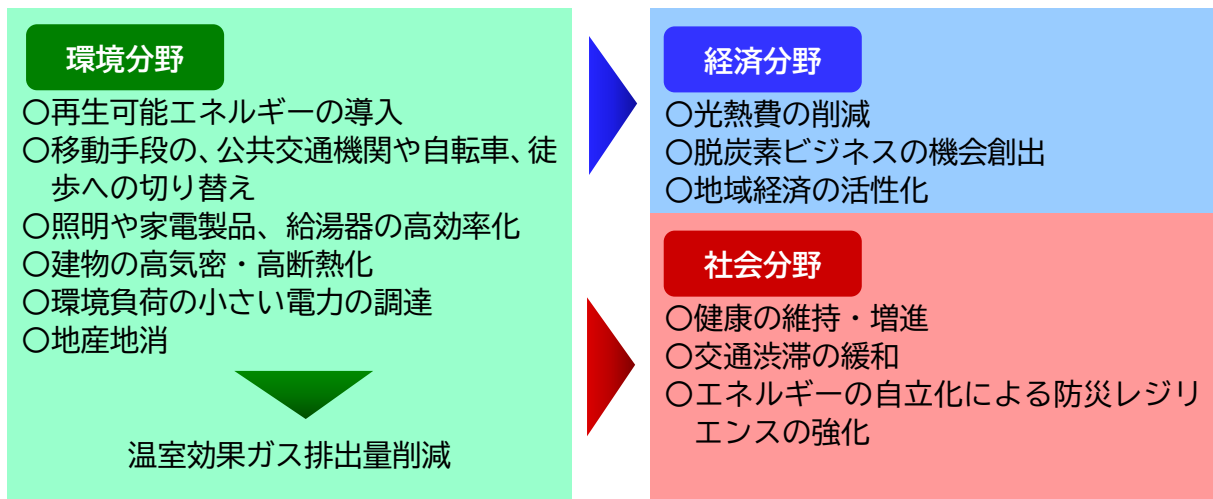 環境分野
〇再生可能エネルギーの導入
〇移動手段の、公共交通機関や自転車、徒
歩への切り替え
〇照明や家電製品、給湯器の高効率化
〇建物の高気密・高断熱化
〇環境負荷の小さい電力の調達
〇地産地消
温室効果ガス排出量削減
経済分野
〇光熱費の削減
〇脱炭素ビジネスの機会創出
〇地域経済の活性化
社会分野
〇健康の維持・増進
〇交通渋滞の緩和
〇エネルギーの自立化による防災レジリ
エンスの強化